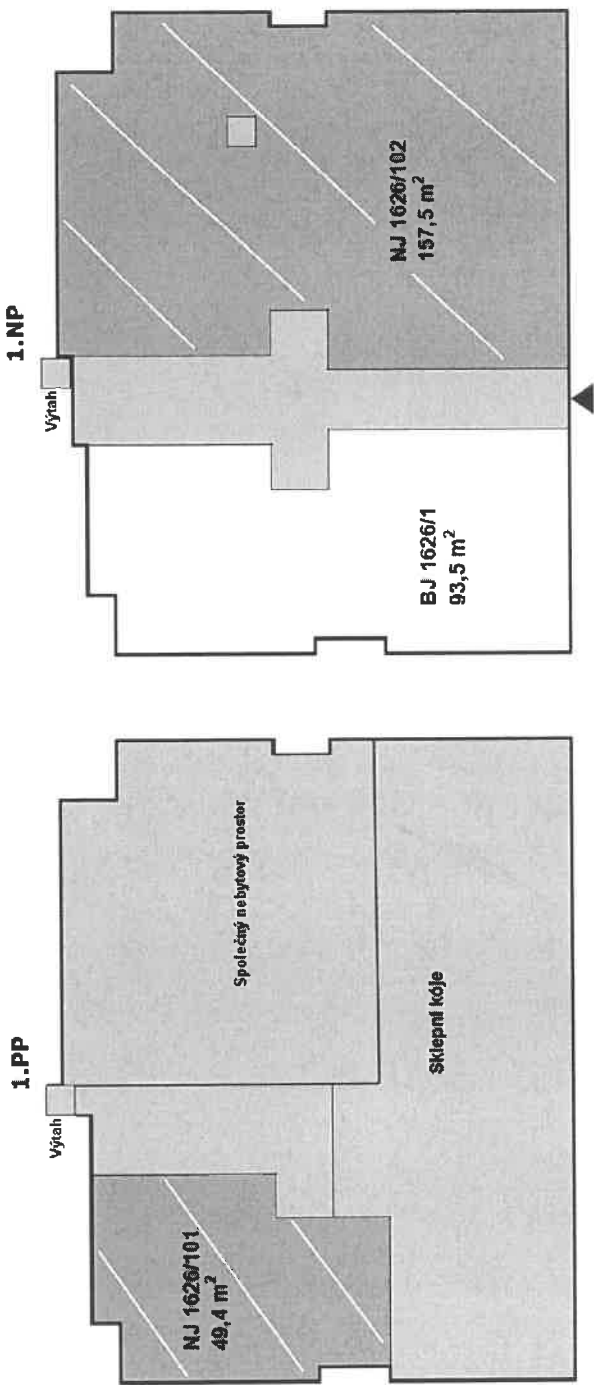 1.PP
Výtah
NJ 1626/101
49,4 m²
Společný nebytový prostor
Sklepní kóje
1.NP
Výtah
NJ 1626/102
157,5 m²
BJ 1626/1
93,5 m²